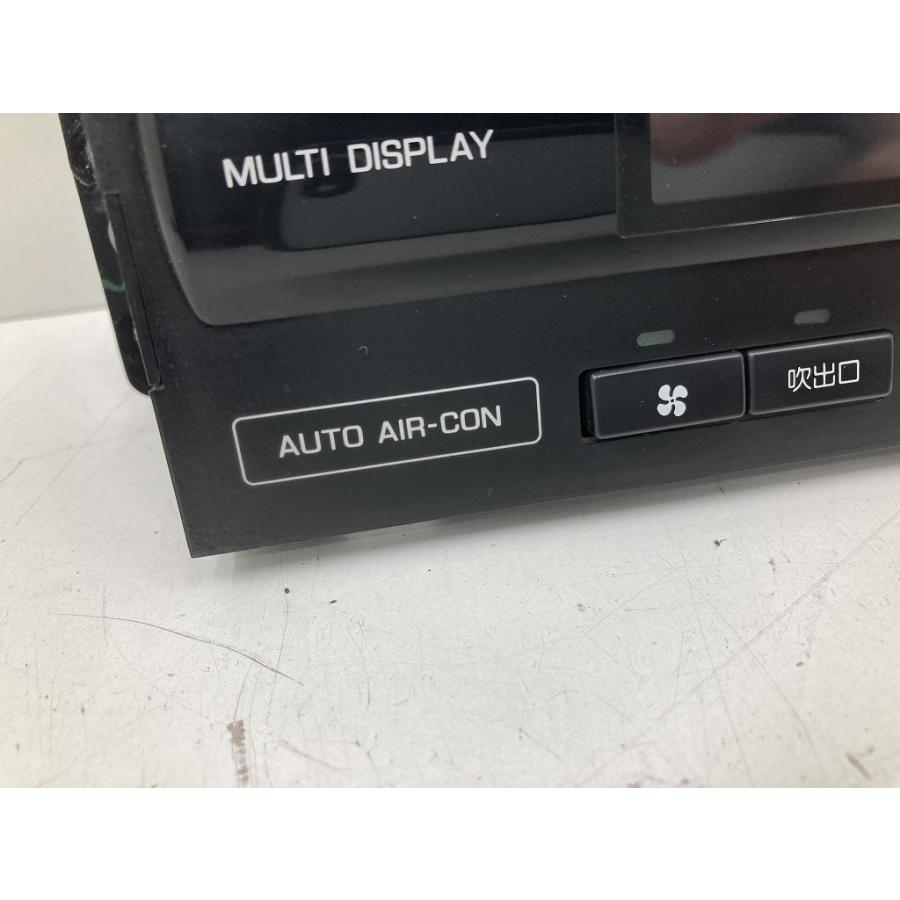 MULTI DISPLAY
吹出口
AUTO AIR-CON